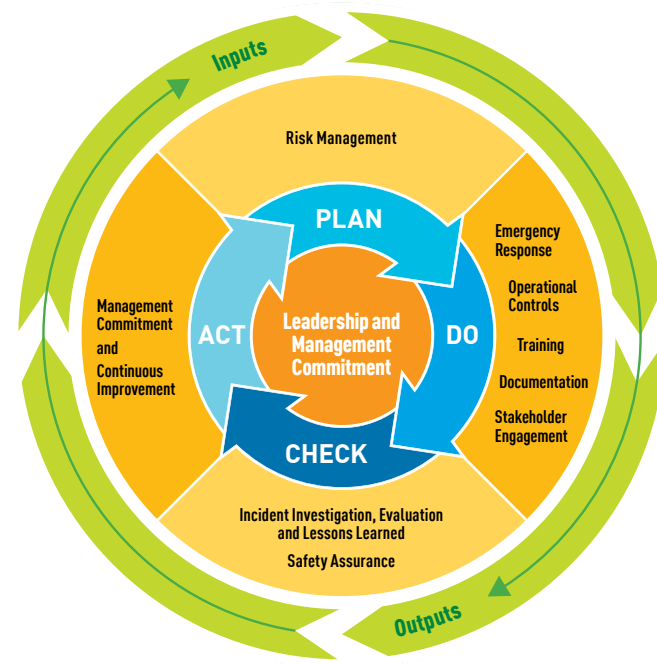 Inputs
Risk Management
PLAN
Emergency
Response
Operational
Controls
Training
Documentation
Stakeholder
Engagement
DO
Leadership and
Management
Commitment
ACT
Management
Commitment
and
Continuous
Improvement
CHECK
Incident Investigation, Evaluation
and Lessons Learned
Safety Assurance
Outputs